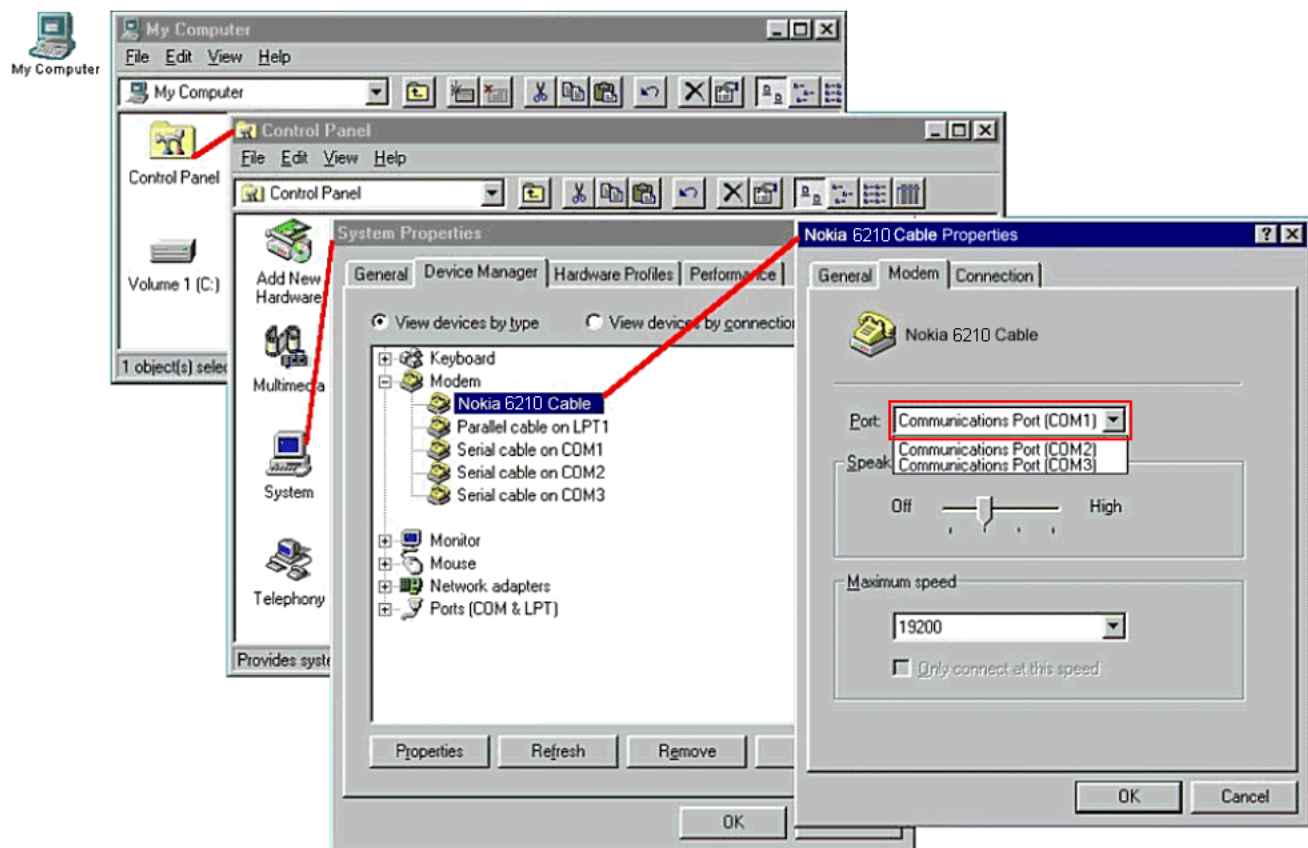 My Computer
My Computer
File Edit View Help
My Computer
Control Panel
Volume 1 (C:)
1 object(s) selec
Control Panel
File Edit View Help
Control Panel
Add New
Hardware
Multimedia
System
Telephony
Provides syste
System Properties
General Device Manager Hardware Profiles Performance
View devices by type View devices by connection
Keyboard
Modem
Nokia 6210 Cable
Parallel cable on LPT1
Serial cable on COM1
Serial cable on COM2
Serial cable on COM3
Monitor
Mouse
Network adapters
Ports (COM & LPT)
Properties Refresh Remove
OK
Nokia 6210 Cable Properties
General Modem Connection
Nokia 6210 Cable
Port: Communications Port (COM1)
Communications Port (COM2)
Communications Port (COM3)
Speak
Off High
Maximum speed
19200
Only connect at this speed
OK Cancel